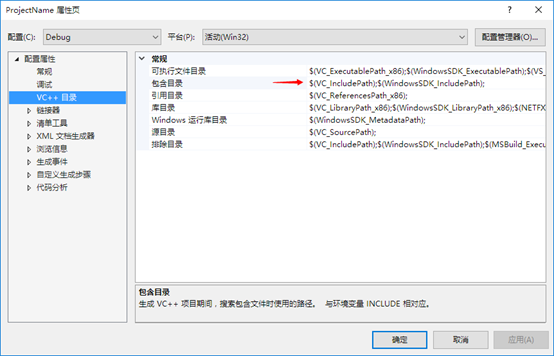 ProjectName 属性页
配置(C): Debug 平台(P): 活动(Win32) 配置管理器(O)...
配置属性
常规
调试
VC++ 目录
链接器
清单工具
XML 文档生成器
浏览信息
生成事件
自定义生成步骤
代码分析
常规
可执行文件目录 $(VC_ExecutablePath_x86);$(WindowsSDK_ExecutablePath);$(VS_
包含目录 $(VC_IncludePath);$(WindowsSDK_IncludePath);
引用目录 $(VC_ReferencesPath_x86);
库目录 $(VC_LibraryPath_x86);$(WindowsSDK_LibraryPath_x86);$(NETFX
Windows 运行库目录 $(WindowsSDK_MetadataPath);
源目录 $(VC_SourcePath);
排除目录 $(VC_IncludePath);$(WindowsSDK_IncludePath);$(MSBuild_Execu
包含目录
生成 VC++ 项目期间，搜索包含文件时使用的路径。 与环境变量 INCLUDE 相对应。
确定 取消 应用(A)